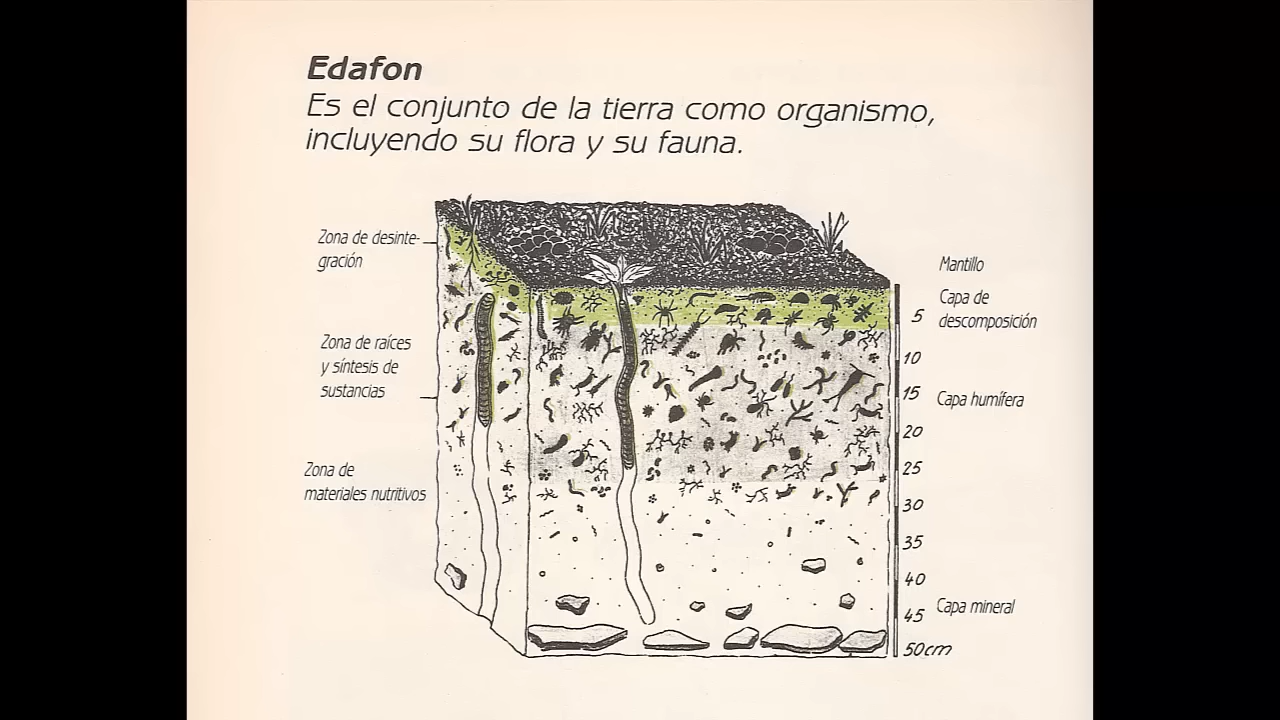 Edafon
Es el conjunto de la tierra como organismo,
incluyendo su flora y su fauna.
Zona de desinte-
gración
Zona de raíces
y síntesis de
sustancias
Zona de
materiales nutritivos
Mantillo
Capa de
descomposición
Capa humífera
Capa mineral
5
10
15
20
25
30
35
40
45
50cm